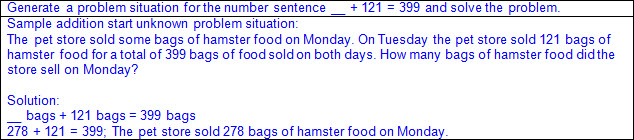 Generate a problem situation for the number sentence __ + 121 = 399 and solve the problem.
Sample addition start unknown problem situation:
The pet store sold some bags of hamster food on Monday. On Tuesday the pet store sold 121 bags of
hamster food for a total of 399 bags of food sold on both days. How many bags of hamster food did the
store sell on Monday?
Solution:
__ bags + 121 bags = 399 bags
278 + 121 = 399; The pet store sold 278 bags of hamster food on Monday.